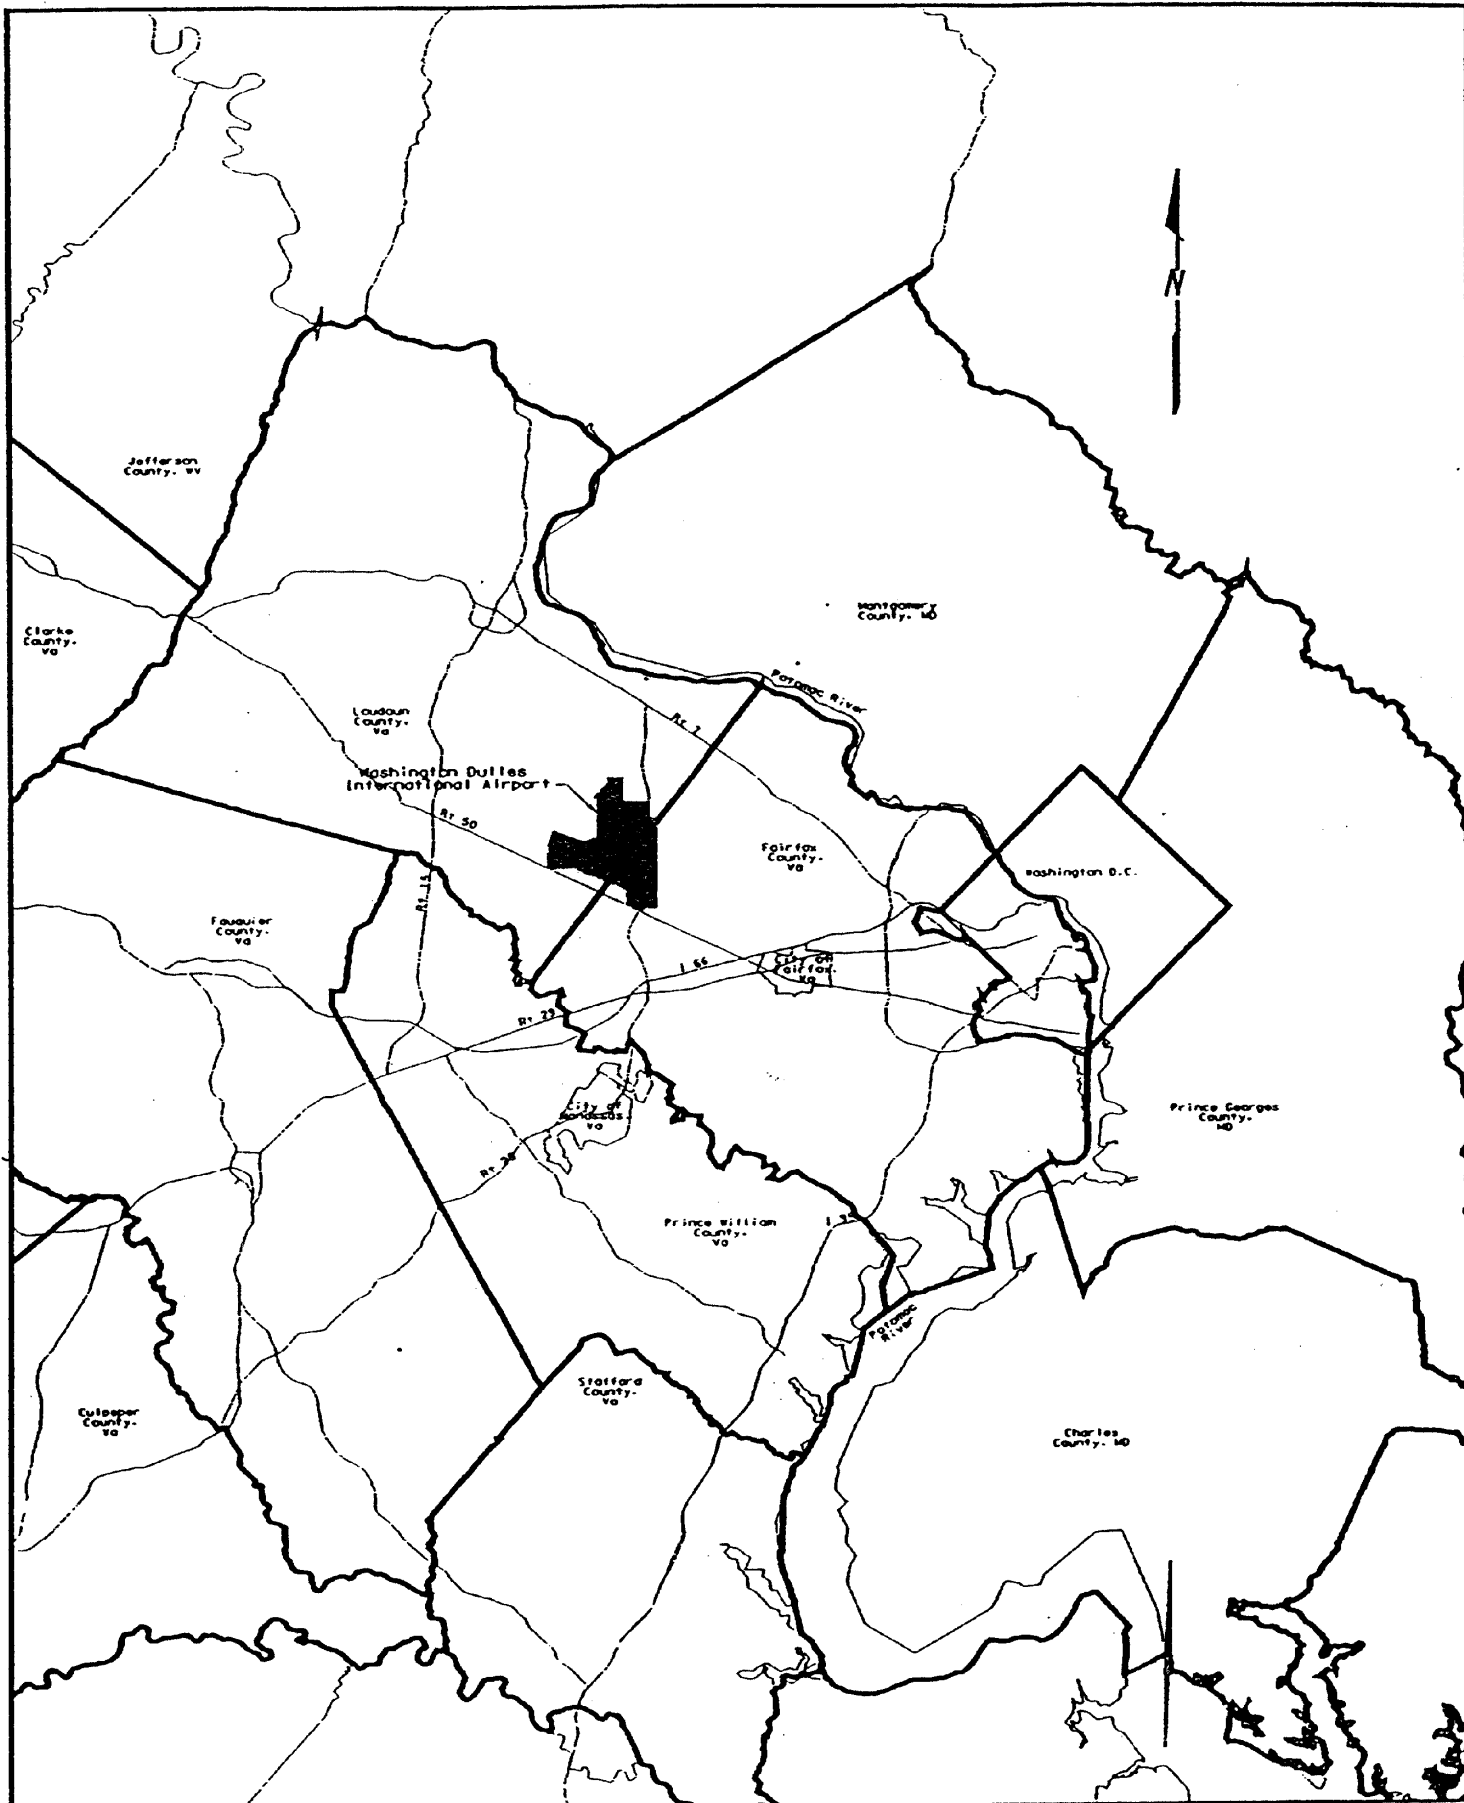 N
Jefferson
County. WV
Montgomery
County. MD
Clarke
County.
Va
Potomac River
Loudoun
County.
Va
Rt 7
Washington Dulles
International Airport
Rt 50
Fairfax
County.
Va
Washington D.C.
Rt 15
Fauquier
County.
Va
I 66
City of
Fairfax.
Va
Rt 29
Prince Georges
County.
MD
City of
Manassas.
Va
Rt 28
Prince William
County.
Va
I 95
Potomac
River
Stafford
County.
Va
Culpeper
County.
Va
Charles
County. MD